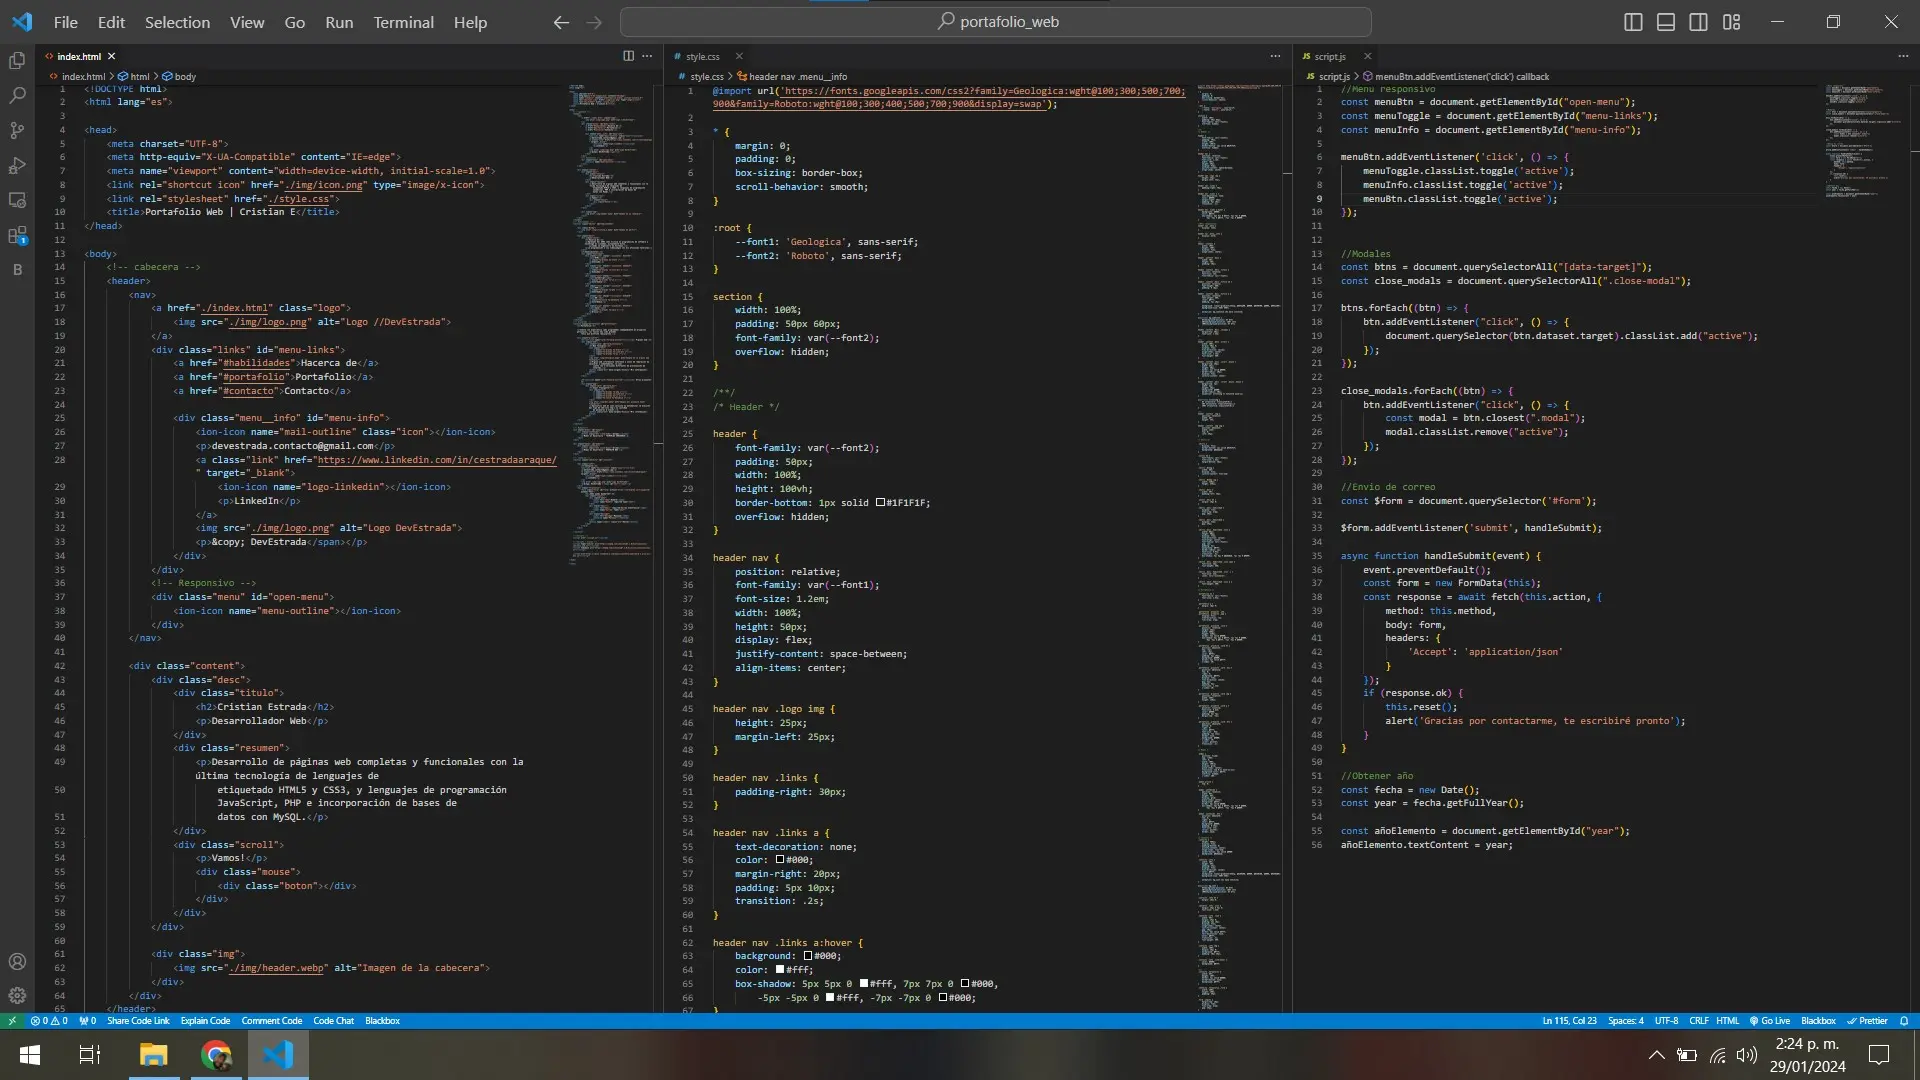 File Edit Selection View Go Run Terminal Help
portafolio_web
index.html
index.html > html > body
1 <!DOCTYPE html>
2 <html lang="es">
3
4 <head>
5 <meta charset="UTF-8">
6 <meta http-equiv="X-UA-Compatible" content="IE=edge">
7 <meta name="viewport" content="width=device-width, initial-scale=1.0">
8 <link rel="shortcut icon" href="./img/icon.png" type="image/x-icon">
9 <link rel="stylesheet" href="./style.css">
10 <title>Portafolio Web | Cristian E</title>
11 </head>
12
13 <body>
14 <!-- cabecera -->
15 <header>
16 <nav>
17 <a href="./index.html" class="logo">
18 <img src="./img/logo.png" alt="Logo //DevEstrada">
19 </a>
20 <div class="links" id="menu-links">
21 <a href="#habilidades">Hacerca de</a>
22 <a href="#portafolio">Portafolio</a>
23 <a href="#contacto">Contacto</a>
24
25 <div class="menu__info" id="menu-info">
26 <ion-icon name="mail-outline" class="icon"></ion-icon>
27 <p>devestrada.contacto@gmail.com</p>
28 <a class="link" href="https://www.linkedin.com/in/cestradaaraque/
" target="_blank">
29 <ion-icon name="logo-linkedin"></ion-icon>
30 <p>LinkedIn</p>
31 </a>
32 <img src="./img/logo.png" alt="Logo DevEstrada">
33 <p>&copy; DevEstrada</span></p>
34 </div>
35 </div>
36 <!-- Responsivo -->
37 <div class="menu" id="open-menu">
38 <ion-icon name="menu-outline"></ion-icon>
39 </div>
40 </nav>
41
42 <div class="content">
43 <div class="desc">
44 <div class="titulo">
45 <h2>Cristian Estrada</h2>
46 <p>Desarrollador Web</p>
47 </div>
48 <div class="resumen">
49 <p>Desarrollo de páginas web completas y funcionales con la
última tecnología de lenguajes de
50 etiquetado HTML5 y CSS3, y lenguajes de programación
JavaScript, PHP e incorporación de bases de
51 datos con MySQL.</p>
52 </div>
53 <div class="scroll">
54 <p>Vamos!</p>
55 <div class="mouse">
56 <div class="boton"></div>
57 </div>
58 </div>
59 </div>
60
61 <div class="img">
62 <img src="./img/header.webp" alt="Imagen de la cabecera">
63 </div>
64 </div>
65 </header>
style.css
style.css > header nav .menu__info
1 @import url('https://fonts.googleapis.com/css2?family=Geologica:wght@100;300;500;700;
900&family=Roboto:wght@100;300;400;500;700;900&display=swap');
2
3 * {
4 margin: 0;
5 padding: 0;
6 box-sizing: border-box;
7 scroll-behavior: smooth;
8 }
9
10 :root {
11 --font1: 'Geologica', sans-serif;
12 --font2: 'Roboto', sans-serif;
13 }
14
15 section {
16 width: 100%;
17 padding: 50px 60px;
18 font-family: var(--font2);
19 overflow: hidden;
20 }
21
22 /**/
23 /* Header */
24
25 header {
26 font-family: var(--font2);
27 padding: 50px;
28 width: 100%;
29 height: 100vh;
30 border-bottom: 1px solid #1F1F1F;
31 overflow: hidden;
32 }
33
34 header nav {
35 position: relative;
36 font-family: var(--font1);
37 font-size: 1.2em;
38 width: 100%;
39 height: 50px;
40 display: flex;
41 justify-content: space-between;
42 align-items: center;
43 }
44
45 header nav .logo img {
46 height: 25px;
47 margin-left: 25px;
48 }
49
50 header nav .links {
51 padding-right: 30px;
52 }
53
54 header nav .links a {
55 text-decoration: none;
56 color: #000;
57 margin-right: 20px;
58 padding: 5px 10px;
59 transition: .2s;
60 }
61
62 header nav .links a:hover {
63 background: #000;
64 color: #fff;
65 box-shadow: 5px 5px 0 #fff, 7px 7px 0 #000,
66 -5px -5px 0 #fff, -7px -7px 0 #000;
67 }
script.js
script.js > menuBtn.addEventListener('click') callback
1 //Menu responsivo
2 const menuBtn = document.getElementById("open-menu");
3 const menuToggle = document.getElementById("menu-links");
4 const menuInfo = document.getElementById("menu-info");
5
6 menuBtn.addEventListener('click', () => {
7 menuToggle.classList.toggle('active');
8 menuInfo.classList.toggle('active');
9 menuBtn.classList.toggle('active');
10 });
11
12
13 //Modales
14 const btns = document.querySelectorAll("[data-target]");
15 const close_modals = document.querySelectorAll(".close-modal");
16
17 btns.forEach((btn) => {
18 btn.addEventListener("click", () => {
19 document.querySelector(btn.dataset.target).classList.add("active");
20 });
21 });
22
23 close_modals.forEach((btn) => {
24 btn.addEventListener("click", () => {
25 const modal = btn.closest(".modal");
26 modal.classList.remove("active");
27 });
28 });
29
30 //Envio de correo
31 const $form = document.querySelector('#form');
32
33 $form.addEventListener('submit', handleSubmit);
34
35 async function handleSubmit(event) {
36 event.preventDefault();
37 const form = new FormData(this);
38 const response = await fetch(this.action, {
39 method: this.method,
40 body: form,
41 headers: {
42 'Accept': 'application/json'
43 }
44 });
45 if (response.ok) {
46 this.reset();
47 alert('Gracias por contactarme, te escribiré pronto');
48 }
49 }
50
51 //Obtener año
52 const fecha = new Date();
53 const year = fecha.getFullYear();
54
55 const añoElemento = document.getElementById("year");
56 añoElemento.textContent = year;
0 0 0 Share Code Link Explain Code Comment Code Code Chat Blackbox Ln 115, Col 23 Spaces: 4 UTF-8 CRLF HTML Go Live Blackbox Prettier
2:24 p. m.
29/01/2024